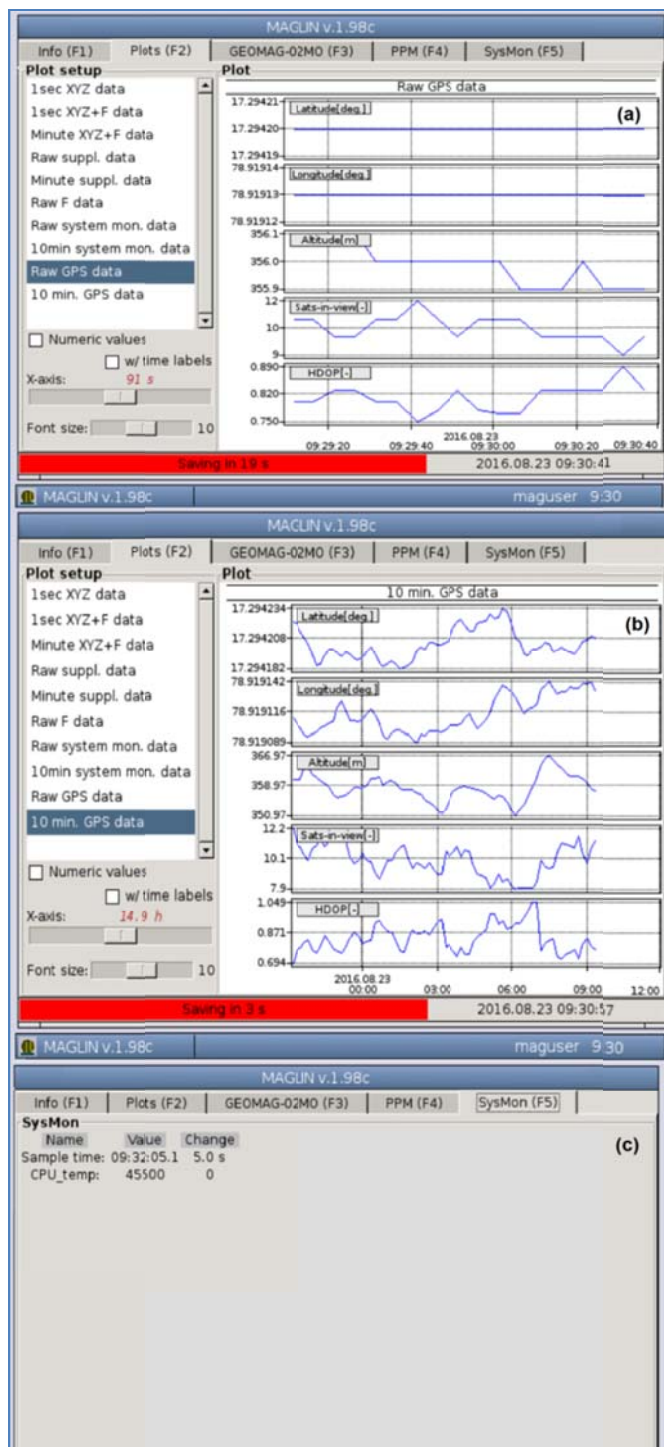 MAGLIN v.1.98c
Info (F1) Plots (F2) GEOMAG-02MO (F3) PPM (F4) SysMon (F5)
Plot setup
1sec XYZ data
1sec XYZ+F data
Minute XYZ+F data
Raw suppl. data
Minute suppl. data
Raw F data
Raw system mon. data
10min system mon. data
Raw GPS data
10 min. GPS data
Numeric values
w/ time labels
X-axis: 91 s
Font size: 10
Plot
Raw GPS data
(a)
17.29421
Latitude[deg.]
17.29420
17.29419
78.91914
Longitude[deg.]
78.91913
78.91912
356.1
Altitude[m]
356.0
355.9
12
Sats-in-view[-]
10
9
0.890
HDOP[-]
0.820
0.750
2016.08.23
09:29:20 09:29:40 09:30:00 09:30:20 09:30:40
Saving in 19 s 2016.08.23 09:30:41
MAGLIN v.1.98c maguser 9:30
MAGLIN v.1.98c
Info (F1) Plots (F2) GEOMAG-02MO (F3) PPM (F4) SysMon (F5)
Plot setup
1sec XYZ data
1sec XYZ+F data
Minute XYZ+F data
Raw suppl. data
Minute suppl. data
Raw F data
Raw system mon. data
10min system mon. data
Raw GPS data
10 min. GPS data
Numeric values
w/ time labels
X-axis: 14.9 h
Font size: 10
Plot
10 min. GPS data
(b)
17.294234
Latitude[deg.]
17.294208
17.294182
78.919142
Longitude[deg.]
78.919116
78.919089
366.97
Altitude[m]
358.97
350.97
12.2
Sats-in-view[-]
10.1
7.9
1.049
HDOP[-]
0.871
0.694
2016.08.23
00:00 03:00 06:00 09:00 12:00
Saving in 3 s 2016.08.23 09:30:57
MAGLIN v.1.98c maguser 9 30
MAGLIN v.1.98c
Info (F1) Plots (F2) GEOMAG-02MO (F3) PPM (F4) SysMon (F5)
SysMon
(c)
Name Value Change
Sample time: 09:32:05.1 5.0 s
CPU_temp: 45500 0